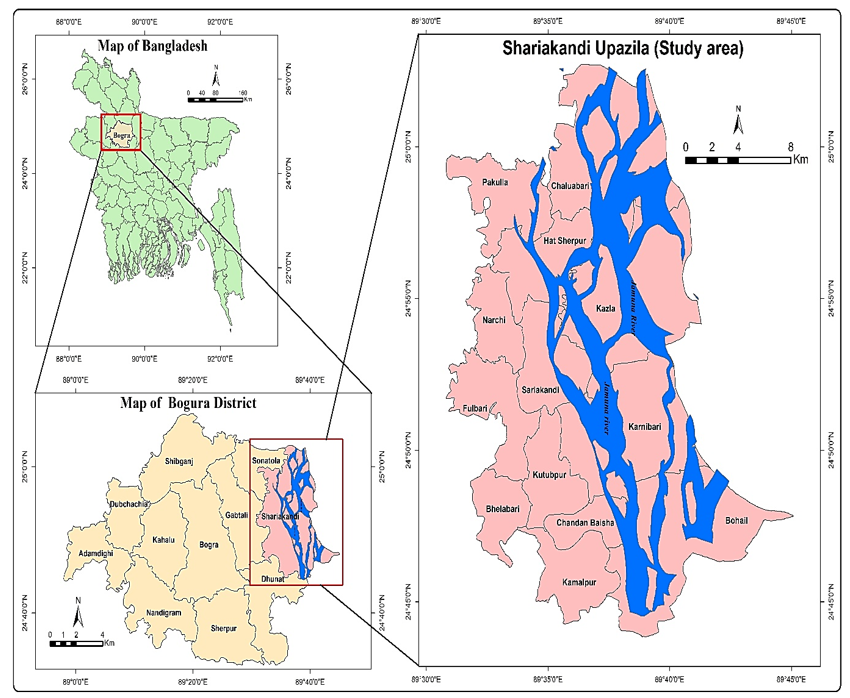 88°0'0"E 90°0'0"E 92°0'0"E
Map of Bangladesh
N
0 40 80 160
Km
Bogra
26°0'0"N
24°0'0"N
22°0'0"N
26°0'0"N
24°0'0"N
22°0'0"N
88°0'0"E 90°0'0"E 92°0'0"E
89°0'0"E 89°20'0"E 89°40'0"E
Map of Bogura District
Shibganj
Sonatola
Dubchachia
Gabtali
Shariakandi
Adamdighi
Kahalu
Bogra
Dhunat
Nandigram
Sherpur
N
0 1 2 4
Km
25°0'0"N
24°40'0"N
25°0'0"N
24°40'0"N
89°0'0"E 89°20'0"E 89°40'0"E
89°30'0"E 89°35'0"E 89°40'0"E 89°45'0"E
Shariakandi Upazila (Study area)
N
0 2 4 8
Km
Pakulla
Chaluabari
Hat Sherpur
Kazla
Jamuna River
Narchi
Sariakandi
Fulbari
Jamuna river
Karnibari
Kutubpur
Bhelabari
Chandan Baisha
Bohail
Kamalpur
25°0'0"N
24°55'0"N
24°50'0"N
24°45'0"N
25°0'0"N
24°55'0"N
24°50'0"N
24°45'0"N
89°30'0"E 89°35'0"E 89°40'0"E 89°45'0"E